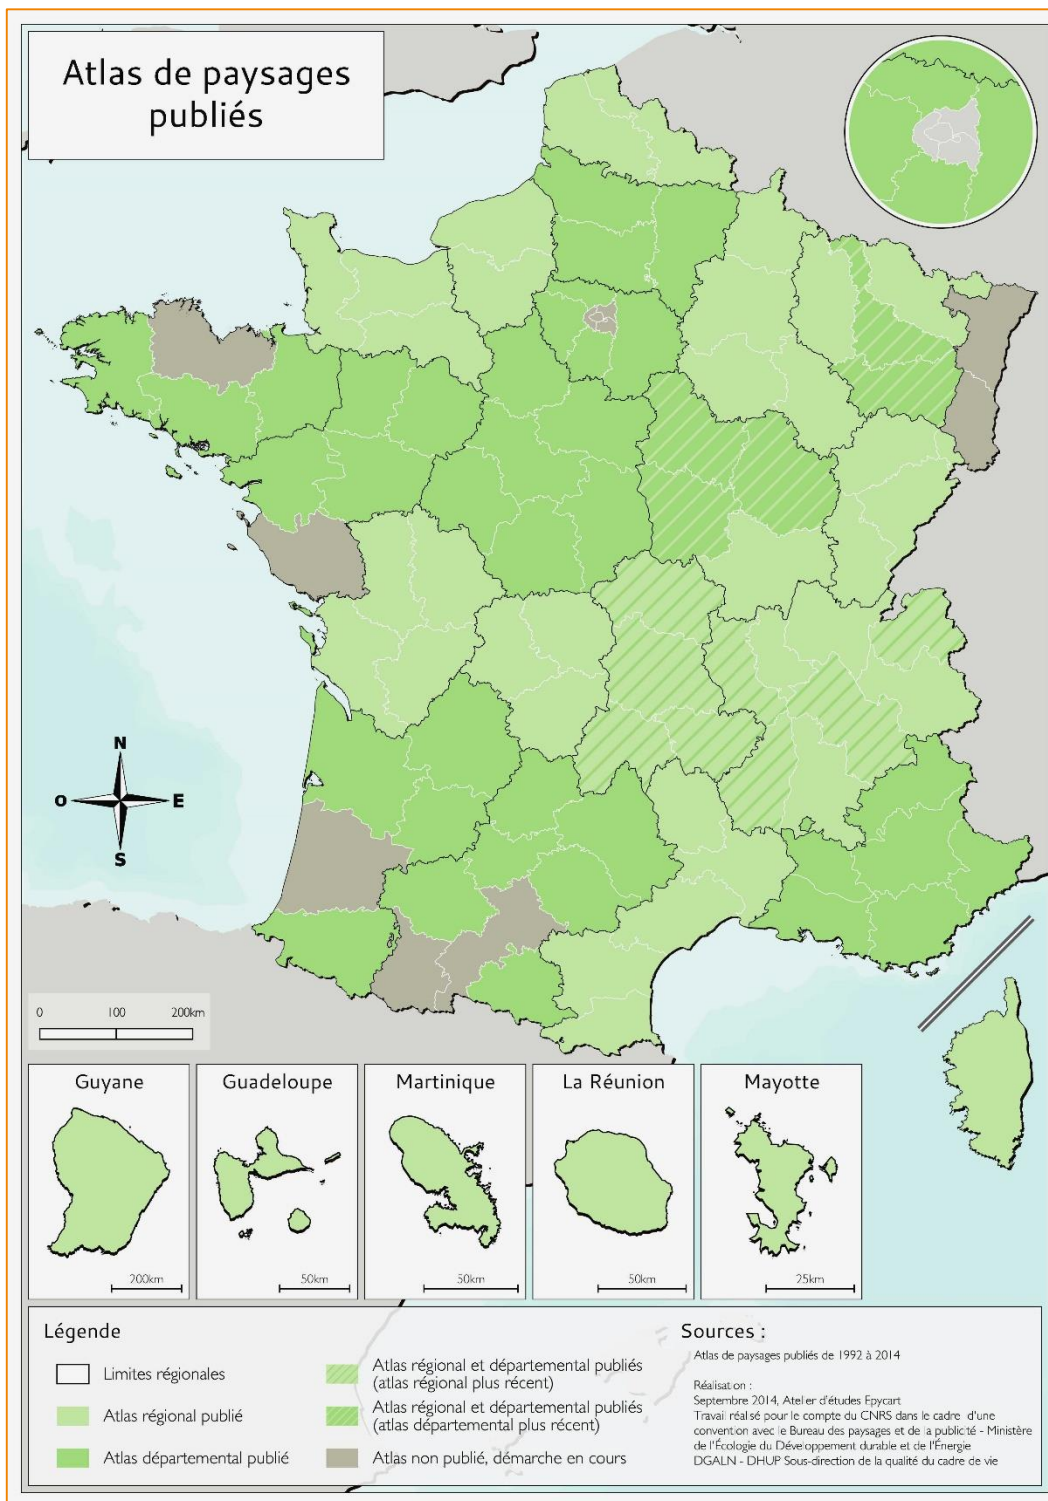 Atlas de paysages
publiés
N
O
E
S
0 100 200km
Guyane
200km
Guadeloupe
50km
Martinique
50km
La Réunion
50km
Mayotte
25km
Légende
Limites régionales
Atlas régional publié
Atlas départemental publié
Atlas régional et départemental publiés
(atlas régional plus récent)
Atlas régional et départemental publiés
(atlas départemental plus récent)
Atlas non publié, démarche en cours
Sources :
Atlas de paysages publiés de 1992 à 2014
Réalisation :
Septembre 2014, Atelier d'études Epycart
Travail réalisé pour le compte du CNRS dans le cadre d'une
convention avec le Bureau des paysages et de la publicité - Ministère
de l'Écologie du Développement durable et de l'Énergie
DGALN - DHUP Sous-direction de la qualité du cadre de vie